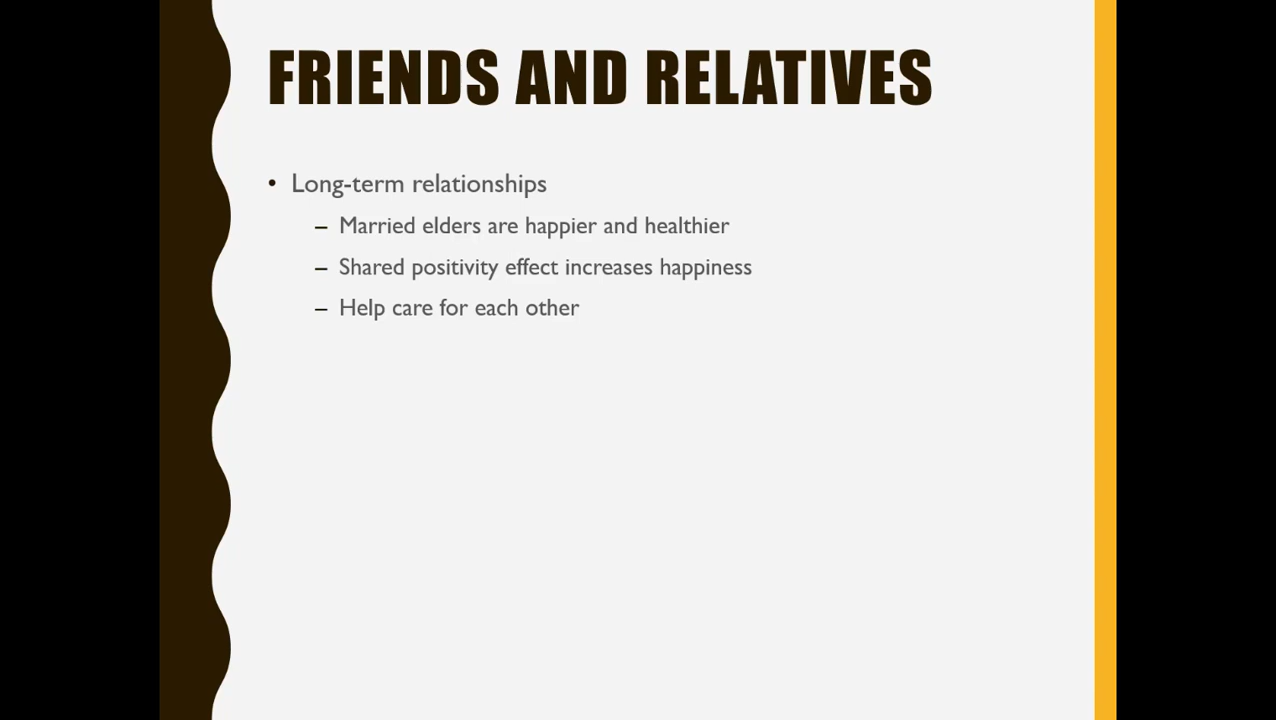 FRIENDS AND RELATIVES
• Long-term relationships
– Married elders are happier and healthier
– Shared positivity effect increases happiness
– Help care for each other